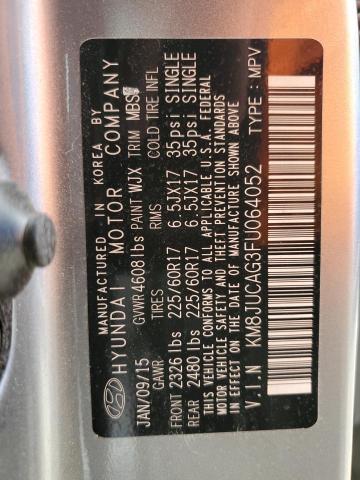 MANUFACTURED IN KOREA BY
HYUNDAI MOTOR COMPANY
JAN/09/15 GVWR 4608 lbs PAINT WJX TRIM MBS
GAWR TIRES RIMS COLD TIRE INFL
FRONT 2326 lbs 225/60R17 6.5JX17 35psi SINGLE
REAR 2480 lbs 225/60R17 6.5JX17 35psi SINGLE
THIS VEHICLE CONFORMS TO ALL APPLICABLE U.S.A. FEDERAL
MOTOR VEHICLE SAFETY AND THEFT PREVENTION STANDARDS
IN EFFECT ON THE DATE OF MANUFACTURE SHOWN ABOVE
V.I.N KM8JUCAG3FU064052 TYPE : MPV